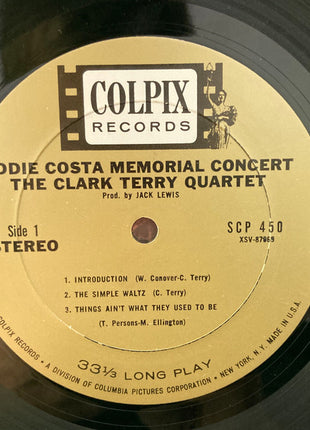 COLPIX
RECORDS
DDIE COSTA MEMORIAL CONCERT
THE CLARK TERRY QUARTET
Prod. by JACK LEWIS
Side 1
STEREO
SCP 450
XSV-87969
1. INTRODUCTION (W. Conover-C. Terry)
2. THE SIMPLE WALTZ (C. Terry)
3. THINGS AIN'T WHAT THEY USED TO BE
(T. Persons-M. Ellington)
33⅓ LONG PLAY
COLPIX RECORDS • A DIVISION OF COLUMBIA PICTURES CORPORATION • NEW YORK, N.Y. MADE IN U.S.A.